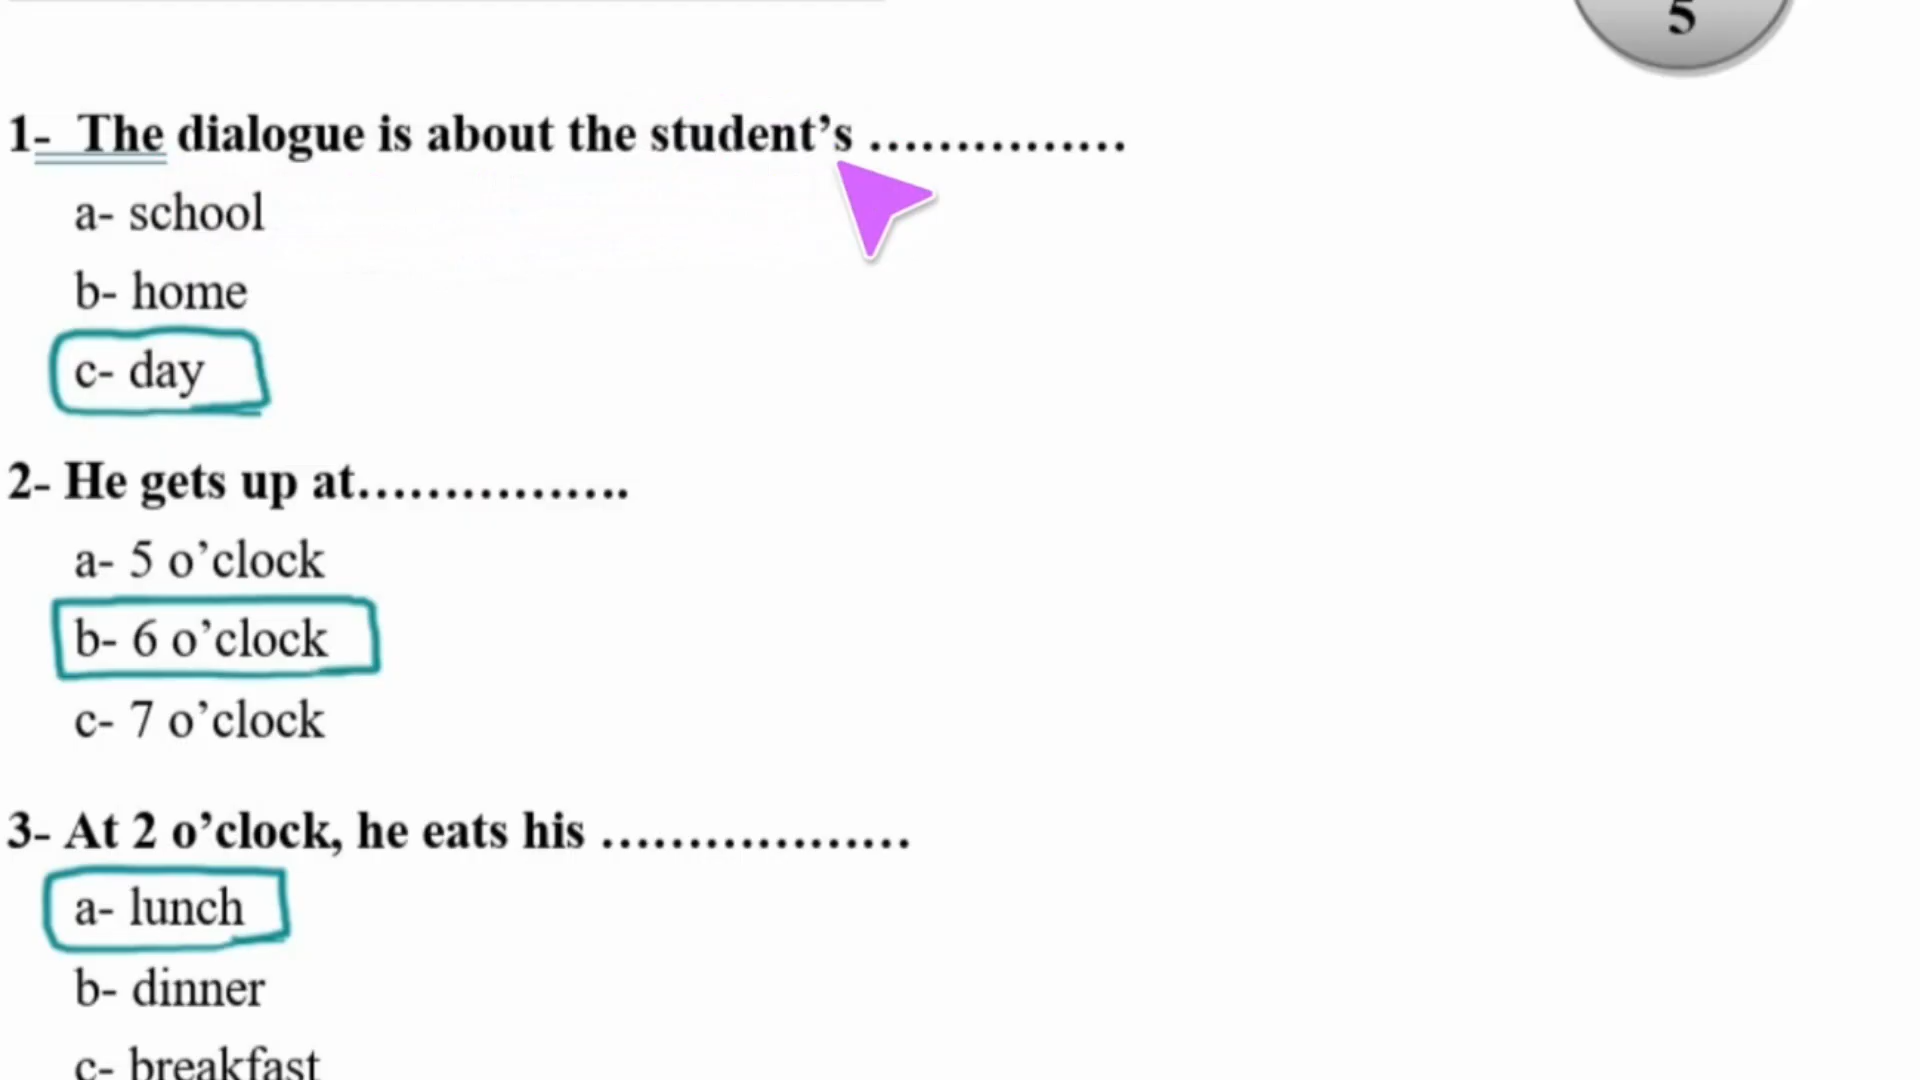 5
1- The dialogue is about the student’s ……………
a- school
b- home
c- day
2- He gets up at…………….
a- 5 o’clock
b- 6 o’clock
c- 7 o’clock
3- At 2 o’clock, he eats his ………………
a- lunch
b- dinner
c- breakfast